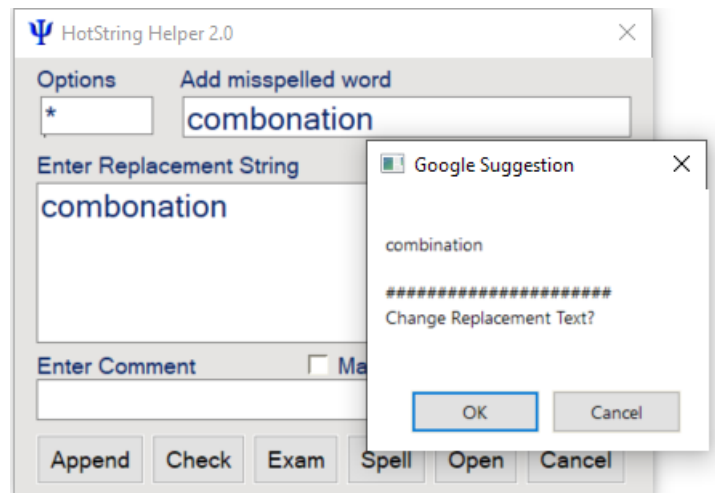 Ψ HotString Helper 2.0
Options
Add misspelled word
*
combonation
Enter Replacement String
combonation
Google Suggestion
combination
######################
Change Replacement Text?
OK
Cancel
Enter Comment
Ma
Append
Check
Exam
Spell
Open
Cancel